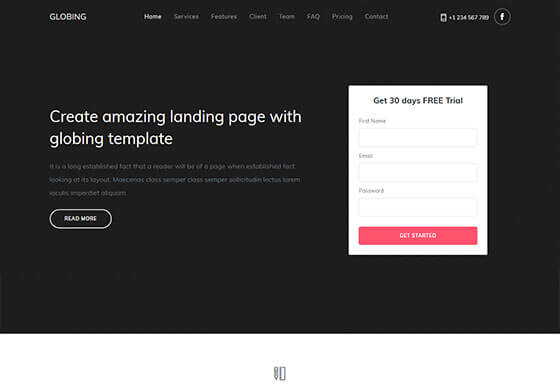 GLOBING
Home Services Features Client Team FAQ Pricing Contact
+1 234 567 789
f
Create amazing landing page with
globing template
It is a long established fact that a reader will be of a page when established fact
looking at its layout. Maecenas class semper class semper sollicitudin lectus lorem
iaculis imperdiet aliquam
READ MORE
Get 30 days FREE Trial
First Name
Email
Password
GET STARTED